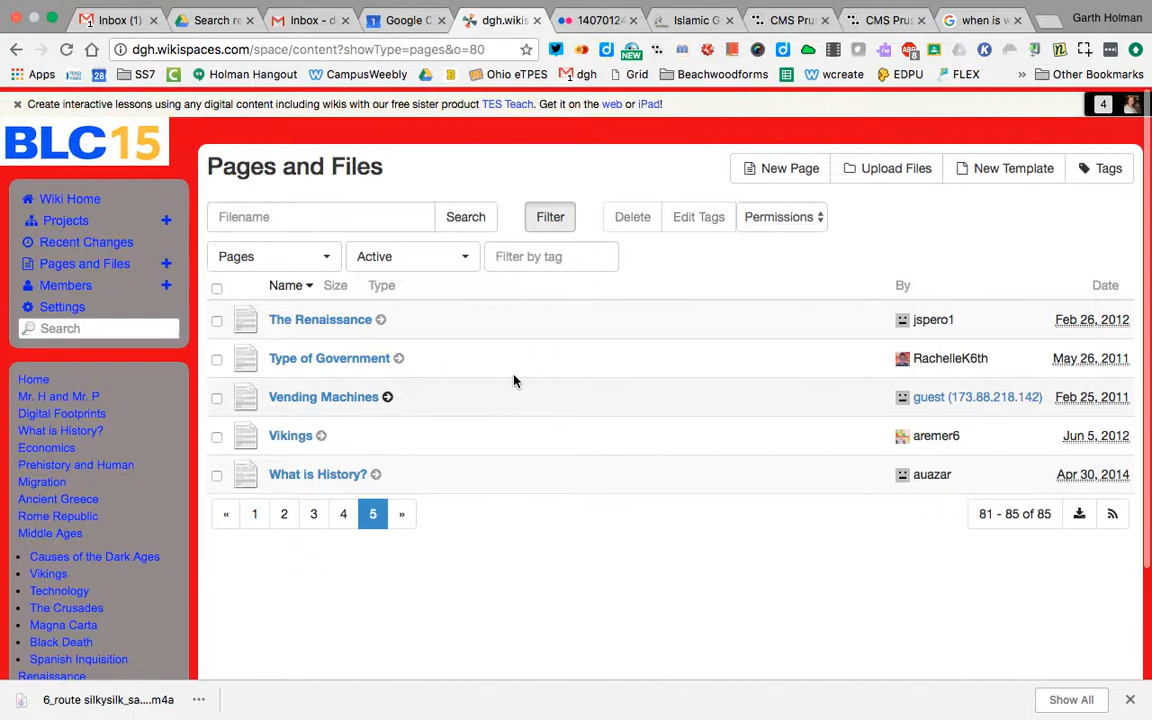 Inbox (1)
Search re
Inbox - d
Google C
dgh.wikis
14070124
Islamic G
CMS Prus
CMS Prus
when is w
Garth Holman
dgh.wikispaces.com/space/content?showType=pages&o=80
Apps
SS7
Holman Hangout
CampusWeebly
Ohio eTPES
dgh
Grid
Beachwoodforms
wcreate
EDPU
FLEX
»
Other Bookmarks
Create interactive lessons using any digital content including wikis with our free sister product TES Teach. Get it on the web or iPad!
4
BLC15
Wiki Home
Projects
Recent Changes
Pages and Files
Members
Settings
Search
Home
Mr. H and Mr. P
Digital Footprints
What is History?
Economics
Prehistory and Human
Migration
Ancient Greece
Rome Republic
Middle Ages
Causes of the Dark Ages
Vikings
Technology
The Crusades
Magna Carta
Black Death
Spanish Inquisition
Renaissance
Pages and Files
New Page
Upload Files
New Template
Tags
Filename
Search
Filter
Delete
Edit Tags
Permissions
Pages
Active
Filter by tag
Name
Size
Type
By
Date
The Renaissance
jspero1
Feb 26, 2012
Type of Government
RachelleK6th
May 26, 2011
Vending Machines
guest (173.88.218.142)
Feb 25, 2011
Vikings
aremer6
Jun 5, 2012
What is History?
auazar
Apr 30, 2014
« 1 2 3 4 5 »
81 - 85 of 85
6_route silkysilk_sa....m4a
Show All